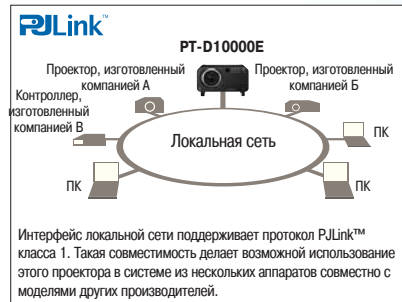 PJLink™
PT-D10000E
Проектор, изготовленный
компанией А
Проектор, изготовленный
компанией Б
Контроллер,
изготовленный
компанией В
Локальная сеть
ПК
ПК
ПК
Интерфейс локальной сети поддерживает протокол PJLink™
класса 1. Такая совместимость делает возможной использование
этого проектора в системе из нескольких аппаратов совместно с
моделями других производителей.